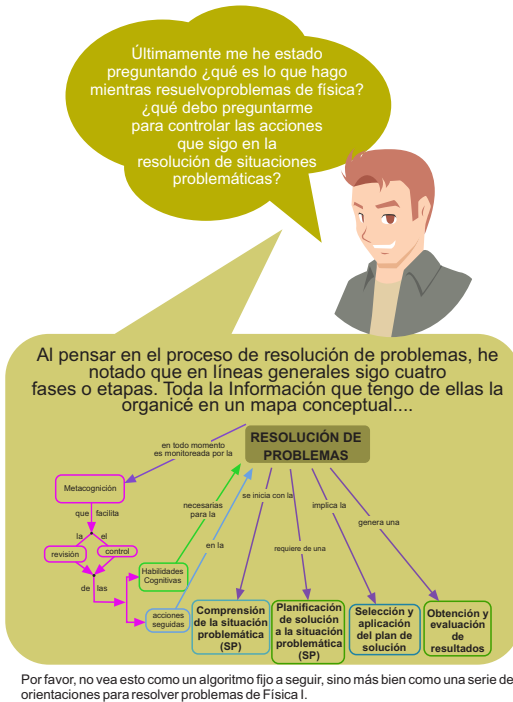 Últimamente me he estado
preguntando ¿qué es lo que hago
mientras resuelvoproblemas de física?
¿qué debo preguntarme
para controlar las acciones
que sigo en la
resolución de situaciones
problemáticas?
Al pensar en el proceso de resolución de problemas, he
notado que en líneas generales sigo cuatro
fases o etapas. Toda la Información que tengo de ellas la
organicé en un mapa conceptual....
RESOLUCIÓN DE
PROBLEMAS
en todo momento
es monitoreada por la
Metacognición
que facilita
la el
revisión control
de las
Habilidades
Cognitivas
acciones
seguidas
necesarias
para la
en la
se inicia con la
requiere de una
implica la
genera una
Comprensión
de la situación
problemática
(SP)
Planificación
de solución
a la situación
problemática
(SP)
Selección y
aplicación
del plan de
solución
Obtención y
evaluación
de
resultados
Por favor, no vea esto como un algoritmo fijo a seguir, sino más bien como una serie de
orientaciones para resolver problemas de Física I.